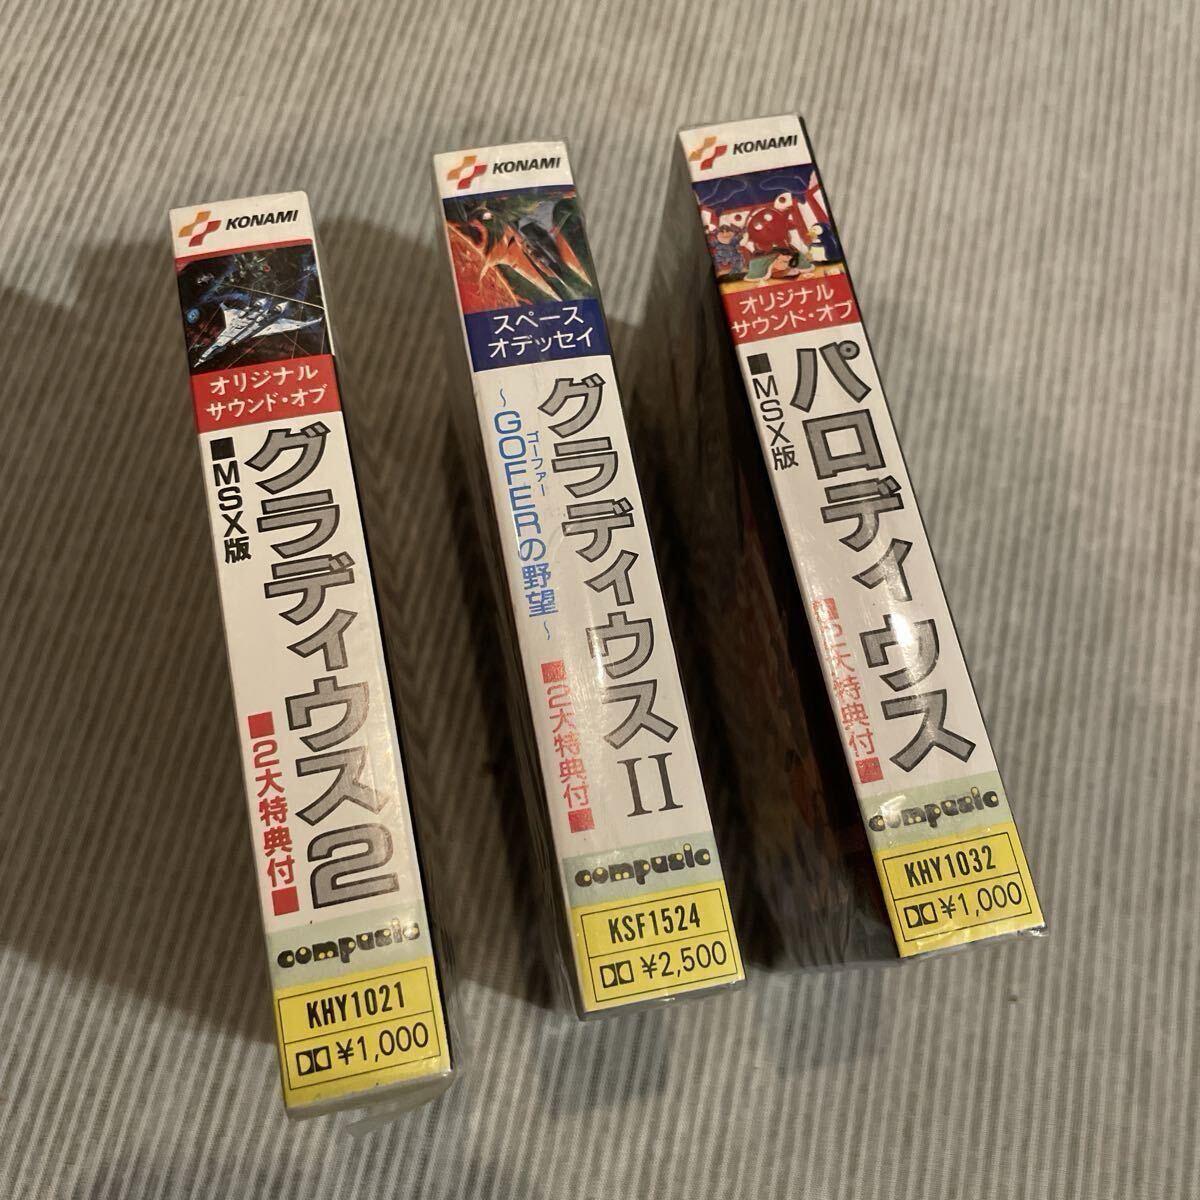 KONAMI
オリジナル
サウンド・オブ
グラディウス2
■MSX版
■2大特典付■
compusic
KHY1021
¥1,000
KONAMI
スペース
オデッセイ
グラディウスII
ゴーファー
~GOFERの野望~
■2大特典付■
compusic
KSF1524
¥2,500
KONAMI
オリジナル
サウンド・オブ
パロディウス
■MSX版
■2大特典付■
compusic
KHY1032
¥1,000